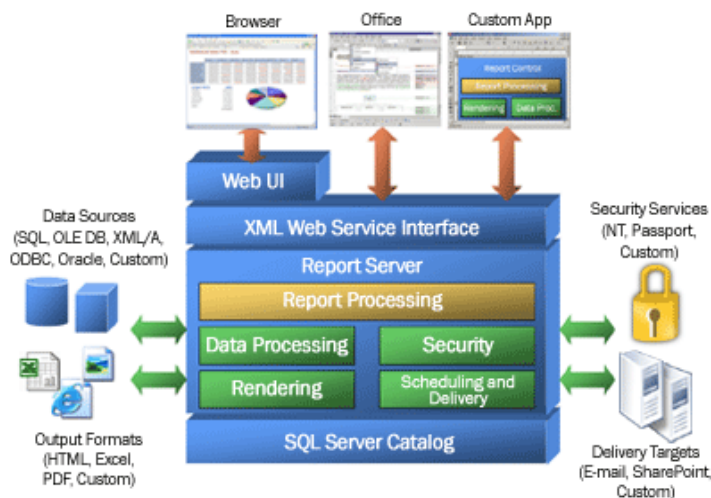 Browser
Office
Custom App
Report Control
Report Processing
Rendering
Data Proc.
Web UI
XML Web Service Interface
Data Sources
(SQL, OLE DB, XML/A,
ODBC, Oracle, Custom)
Security Services
(NT, Passport,
Custom)
Report Server
Report Processing
Data Processing
Security
Rendering
Scheduling and
Delivery
SQL Server Catalog
Output Formats
(HTML, Excel,
PDF, Custom)
Delivery Targets
(E-mail, SharePoint,
Custom)